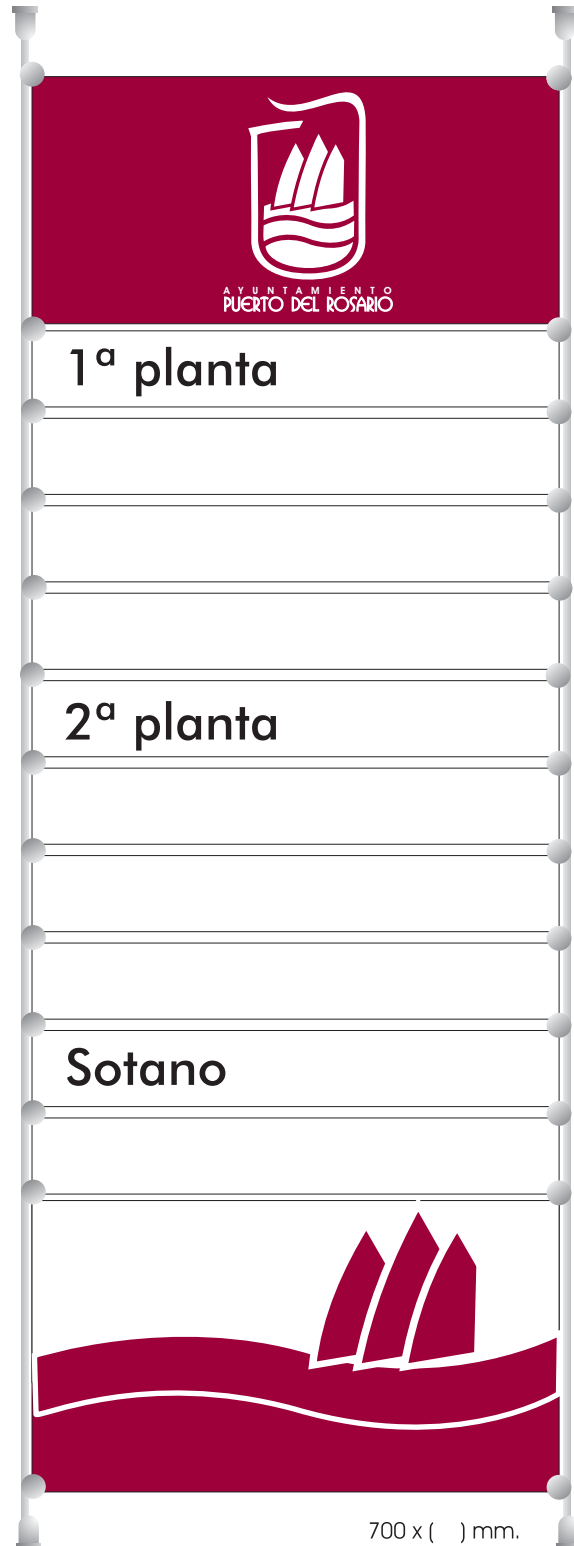 AYUNTAMIENTO
PUERTO DEL ROSARIO
1ª planta
2ª planta
Sotano
700 x (    ) mm.